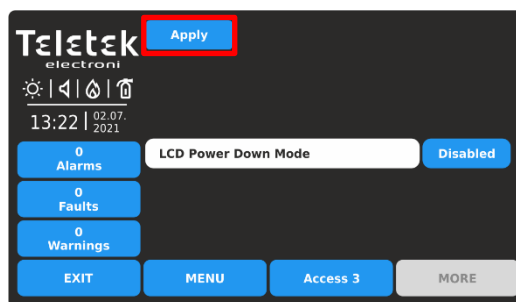 Teletek
electroni
Apply
13:22 02.07.
2021
0
Alarms
LCD Power Down Mode
Disabled
0
Faults
0
Warnings
EXIT
MENU
Access 3
MORE